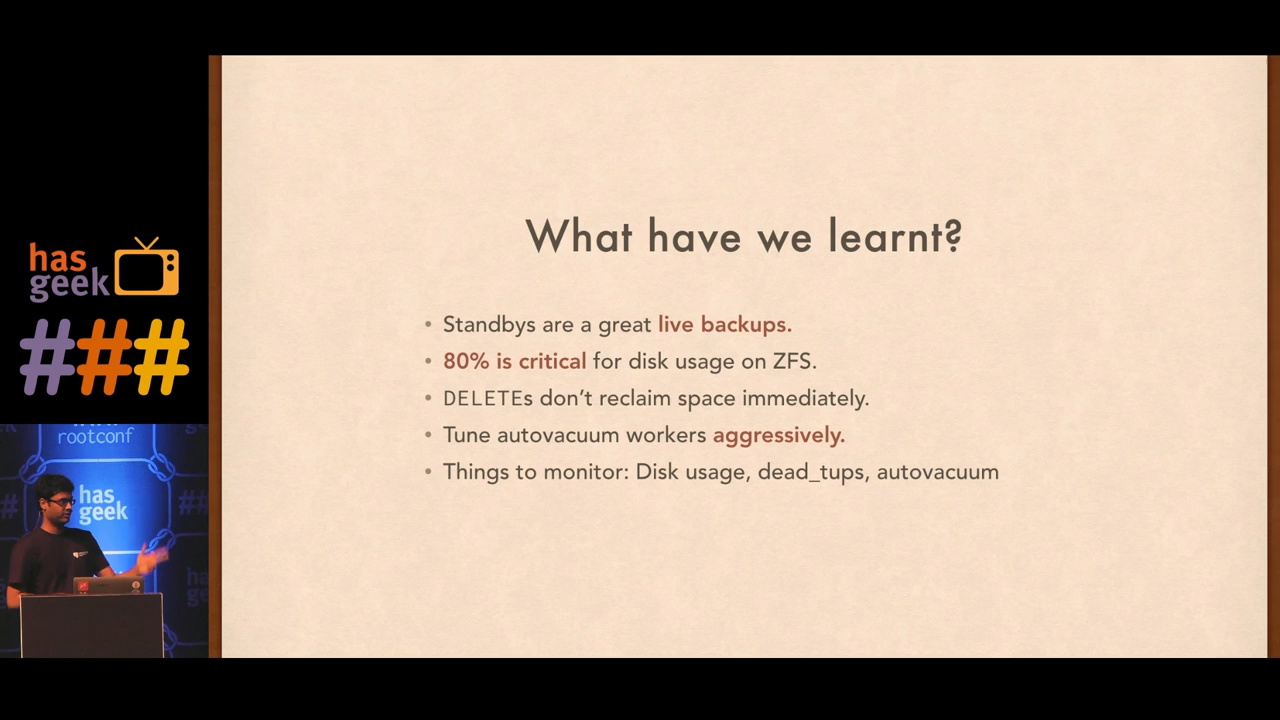 has
geek
###
rootconf
has
geek
What have we learnt?
• Standbys are a great live backups.
• 80% is critical for disk usage on ZFS.
• DELETEs don’t reclaim space immediately.
• Tune autovacuum workers aggressively.
• Things to monitor: Disk usage, dead_tups, autovacuum